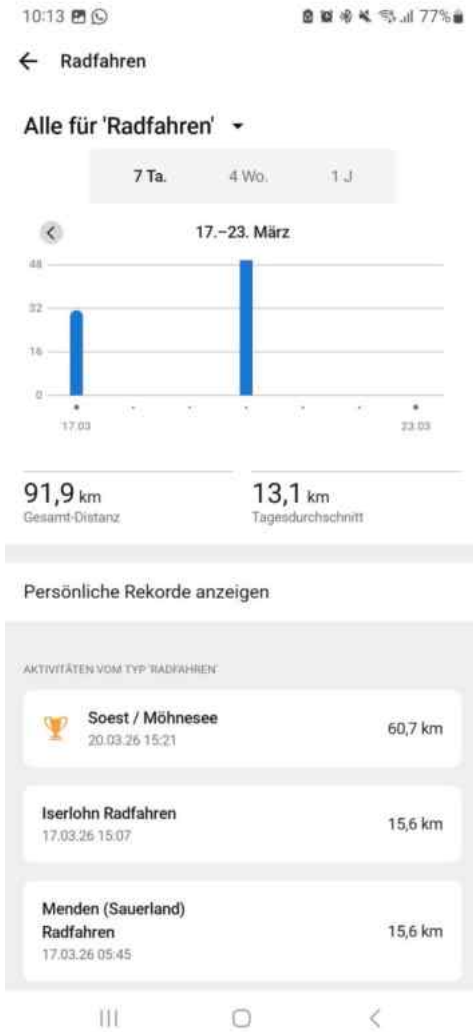 10:13
77%
Radfahren
Alle für 'Radfahren'
7 Ta. 4 Wo. 1 J
17.–23. März
48
32
16
0
17.03 23.03
91,9 km 13,1 km
Gesamt-Distanz Tagesdurchschnitt
Persönliche Rekorde anzeigen
AKTIVITÄTEN VOM TYP 'RADFAHREN'
Soest / Möhnesee
60,7 km
20.03.26 15:21
Iserlohn Radfahren
15,6 km
17.03.26 15:07
Menden (Sauerland)
Radfahren
15,6 km
17.03.26 05:45